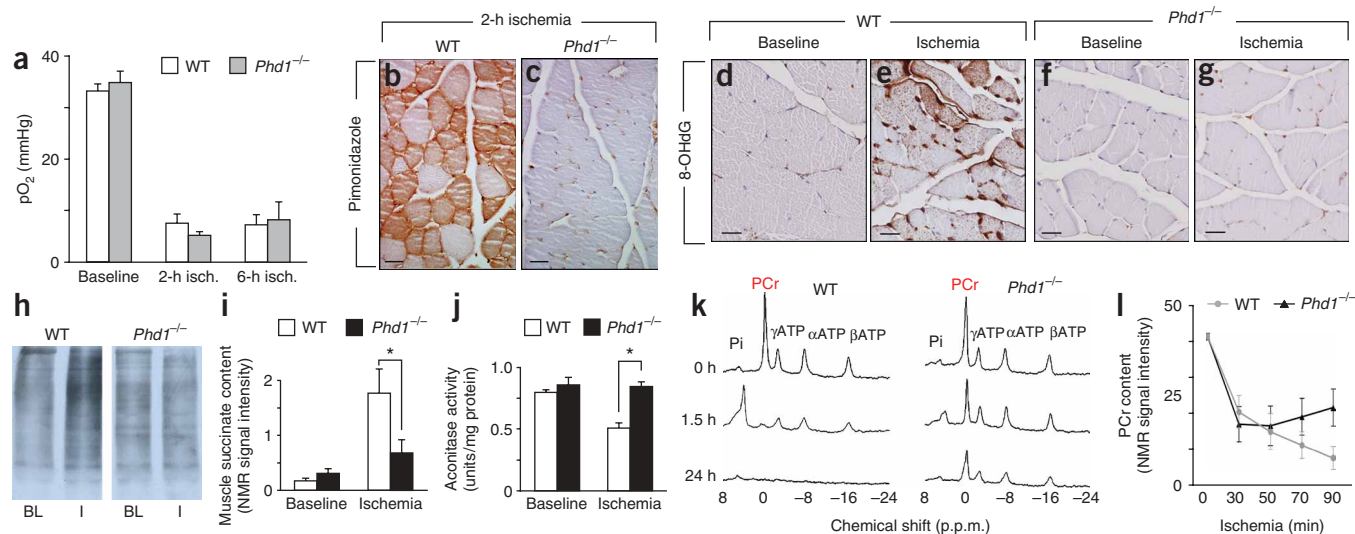 2-h ischemia
WT
Phd1–/–
WT Phd1–/–
Baseline Ischemia Baseline Ischemia
a
WT Phd1–/–
pO2 (mmHg)
40
20
0
Baseline 2-h isch. 6-h isch.
b c
Pimonidazole
d e f g
8-OHdG
h
WT Phd1–/–
BL I BL I
i
WT Phd1–/–
Muscle succinate content
(NMR signal intensity)
2
1
0
*
Baseline Ischemia
j
WT Phd1–/–
Aconitase activity
(units/mg protein)
1.0
0.5
0
*
Baseline Ischemia
k
PCr WT PCr Phd1–/–
Pi γATP αATP βATP Pi γATP αATP βATP
0 h
1.5 h
24 h
8 0 –8 –16 –24 8 0 –8 –16 –24
Chemical shift (p.p.m.)
l
WT Phd1–/–
PCr content
(NMR signal intensity)
50
25
0
0 30 50 70 90
Ischemia (min)